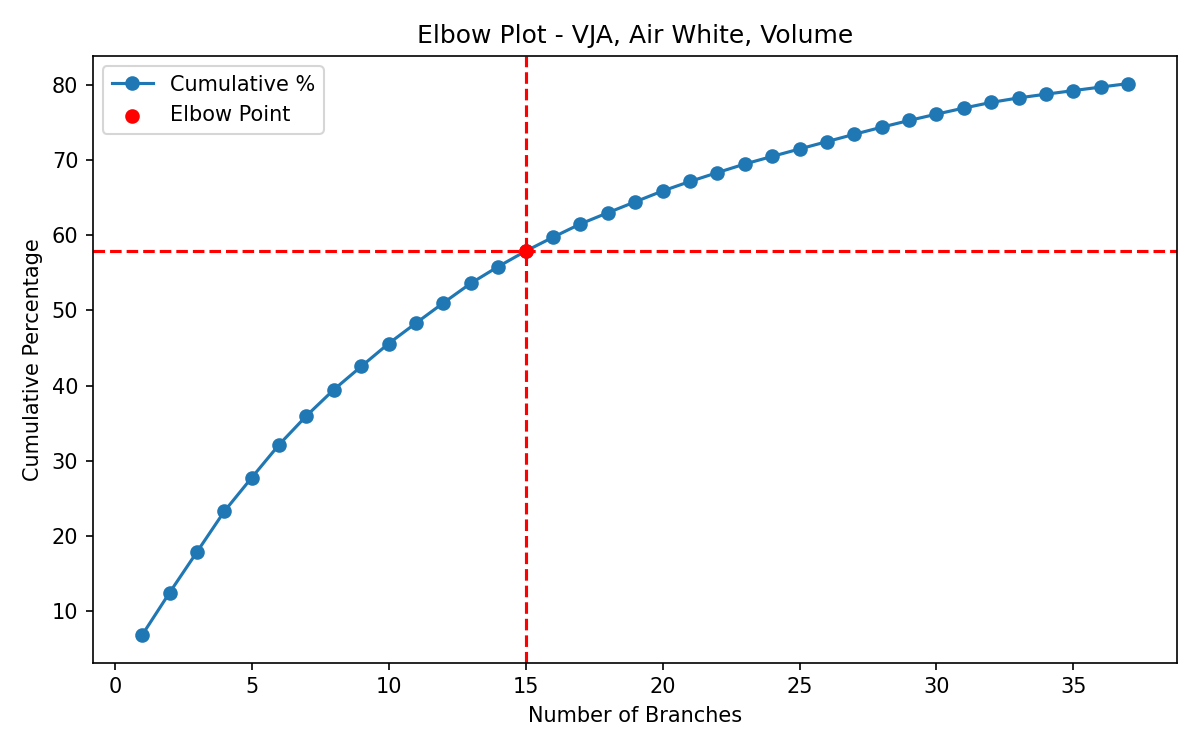 Elbow Plot - VJA, Air White, Volume
Cumulative %
Elbow Point
Cumulative Percentage
80
70
60
50
40
30
20
10
0 5 10 15 20 25 30 35
Number of Branches